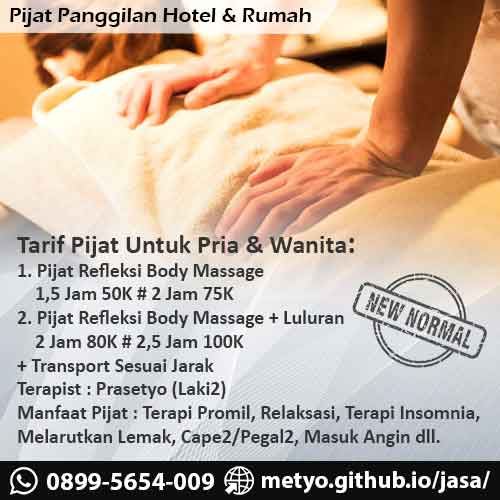 Pijat Panggilan Hotel & Rumah
Tarif Pijat Untuk Pria & Wanita:
1. Pijat Refleksi Body Massage
1,5 Jam 50K # 2 Jam 75K
2. Pijat Refleksi Body Massage + Luluran
2 Jam 80K # 2,5 Jam 100K
+ Transport Sesuai Jarak
Terapist : Prasetyo (Laki2)
Manfaat Pijat : Terapi Promil, Relaksasi, Terapi Insomnia,
Melarutkan Lemak, Cape2/Pegal2, Masuk Angin dll.
NEW NORMAL
0899-5654-009 metyo.github.io/jasa/